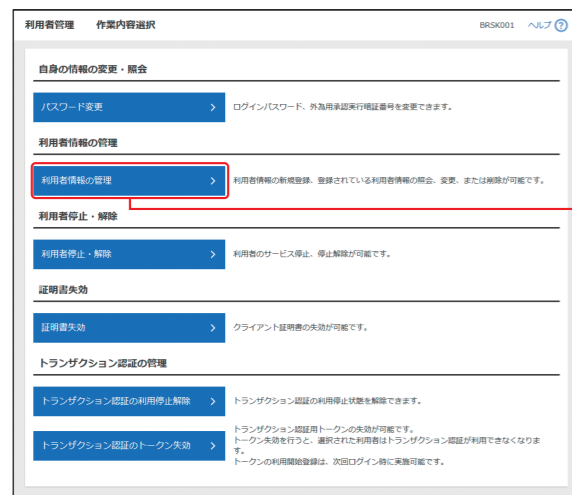 利用者管理 作業内容選択 BRSK001 ヘルプ ?
自身の情報の変更・照会
パスワード変更 ログインパスワード、外為用承認実行暗証番号を変更できます。
利用者情報の管理
利用者情報の管理 利用者情報の新規登録、登録されている利用者情報の照会、変更、または削除が可能です。
利用者停止・解除
利用者停止・解除 利用者のサービス停止、停止解除が可能です。
証明書失効
証明書失効 クライアント証明書の失効が可能です。
トランザクション認証の管理
トランザクション認証の利用停止解除 トランザクション認証の利用停止状態を解除できます。
トランザクション認証のトークン失効 トランザクション認証用トークンの失効が可能です。
トークン失効を行うと、選択された利用者はトランザクション認証が利用できなくなりま
す。
トークンの利用開始登録は、次回ログイン時に実施可能です。